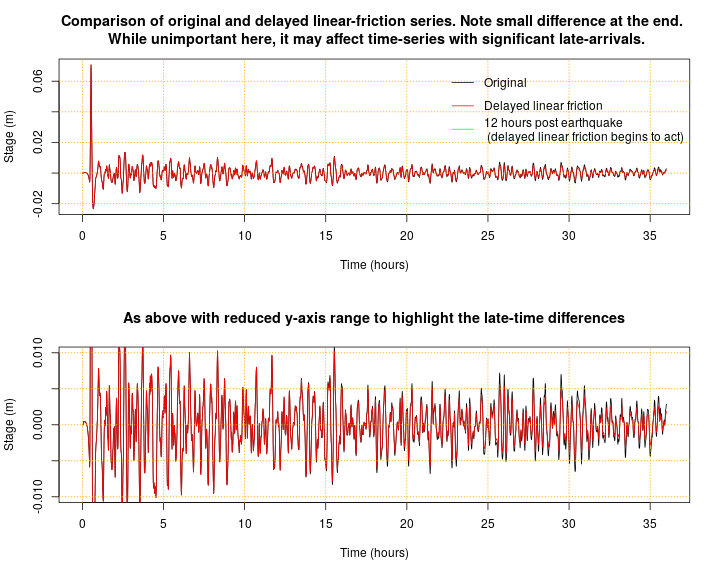 Comparison of original and delayed linear-friction series. Note small difference at the end.
While unimportant here, it may affect time-series with significant late-arrivals.
Stage (m)
0.06
0.02
-0.02
Original
Delayed linear friction
12 hours post earthquake
(delayed linear friction begins to act)
0 5 10 15 20 25 30 35
Time (hours)
As above with reduced y-axis range to highlight the late-time differences
Stage (m)
0.010
0.000
-0.010
0 5 10 15 20 25 30 35
Time (hours)